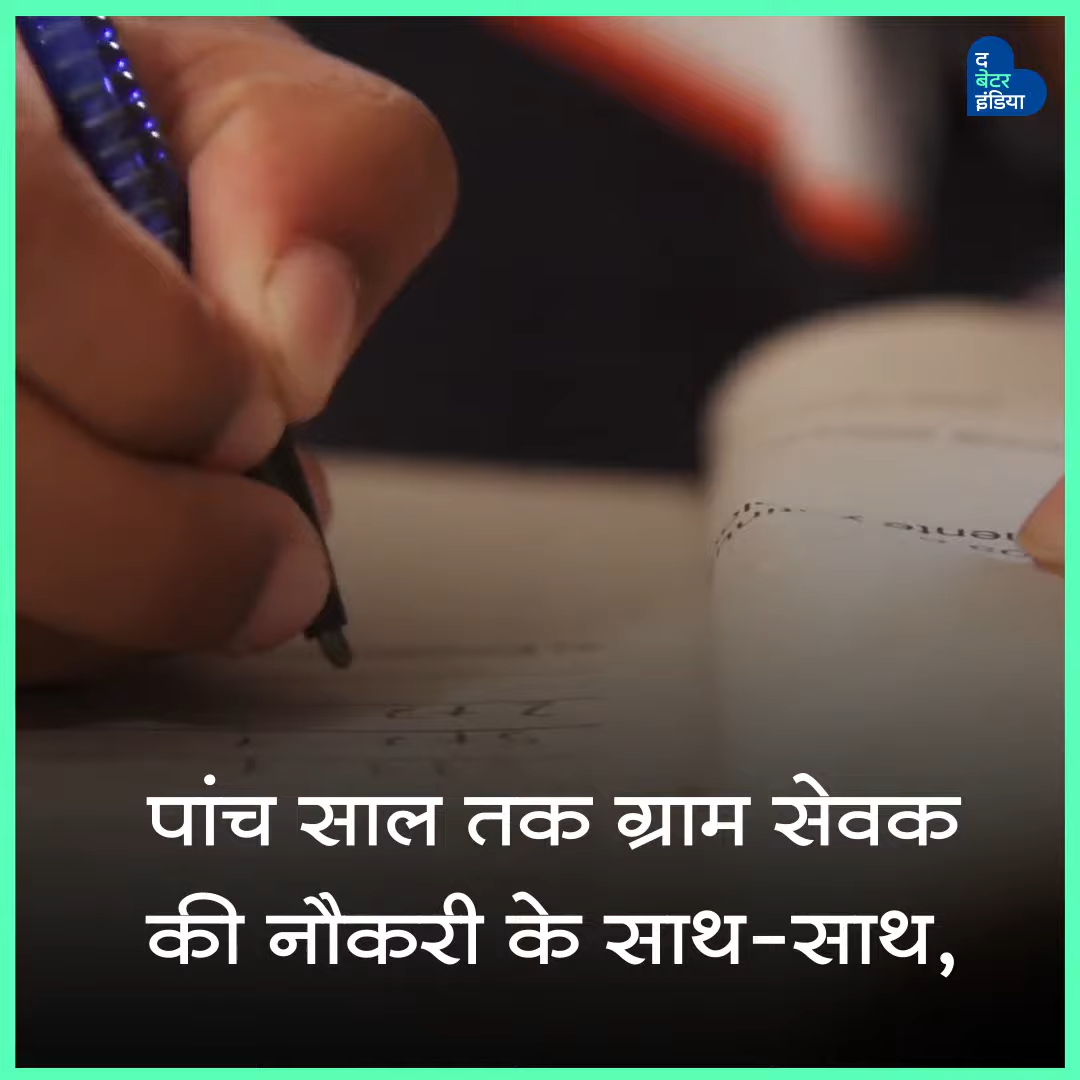 द
बेटर
इंडिया
पांच साल तक ग्राम सेवक
की नौकरी के साथ-साथ,